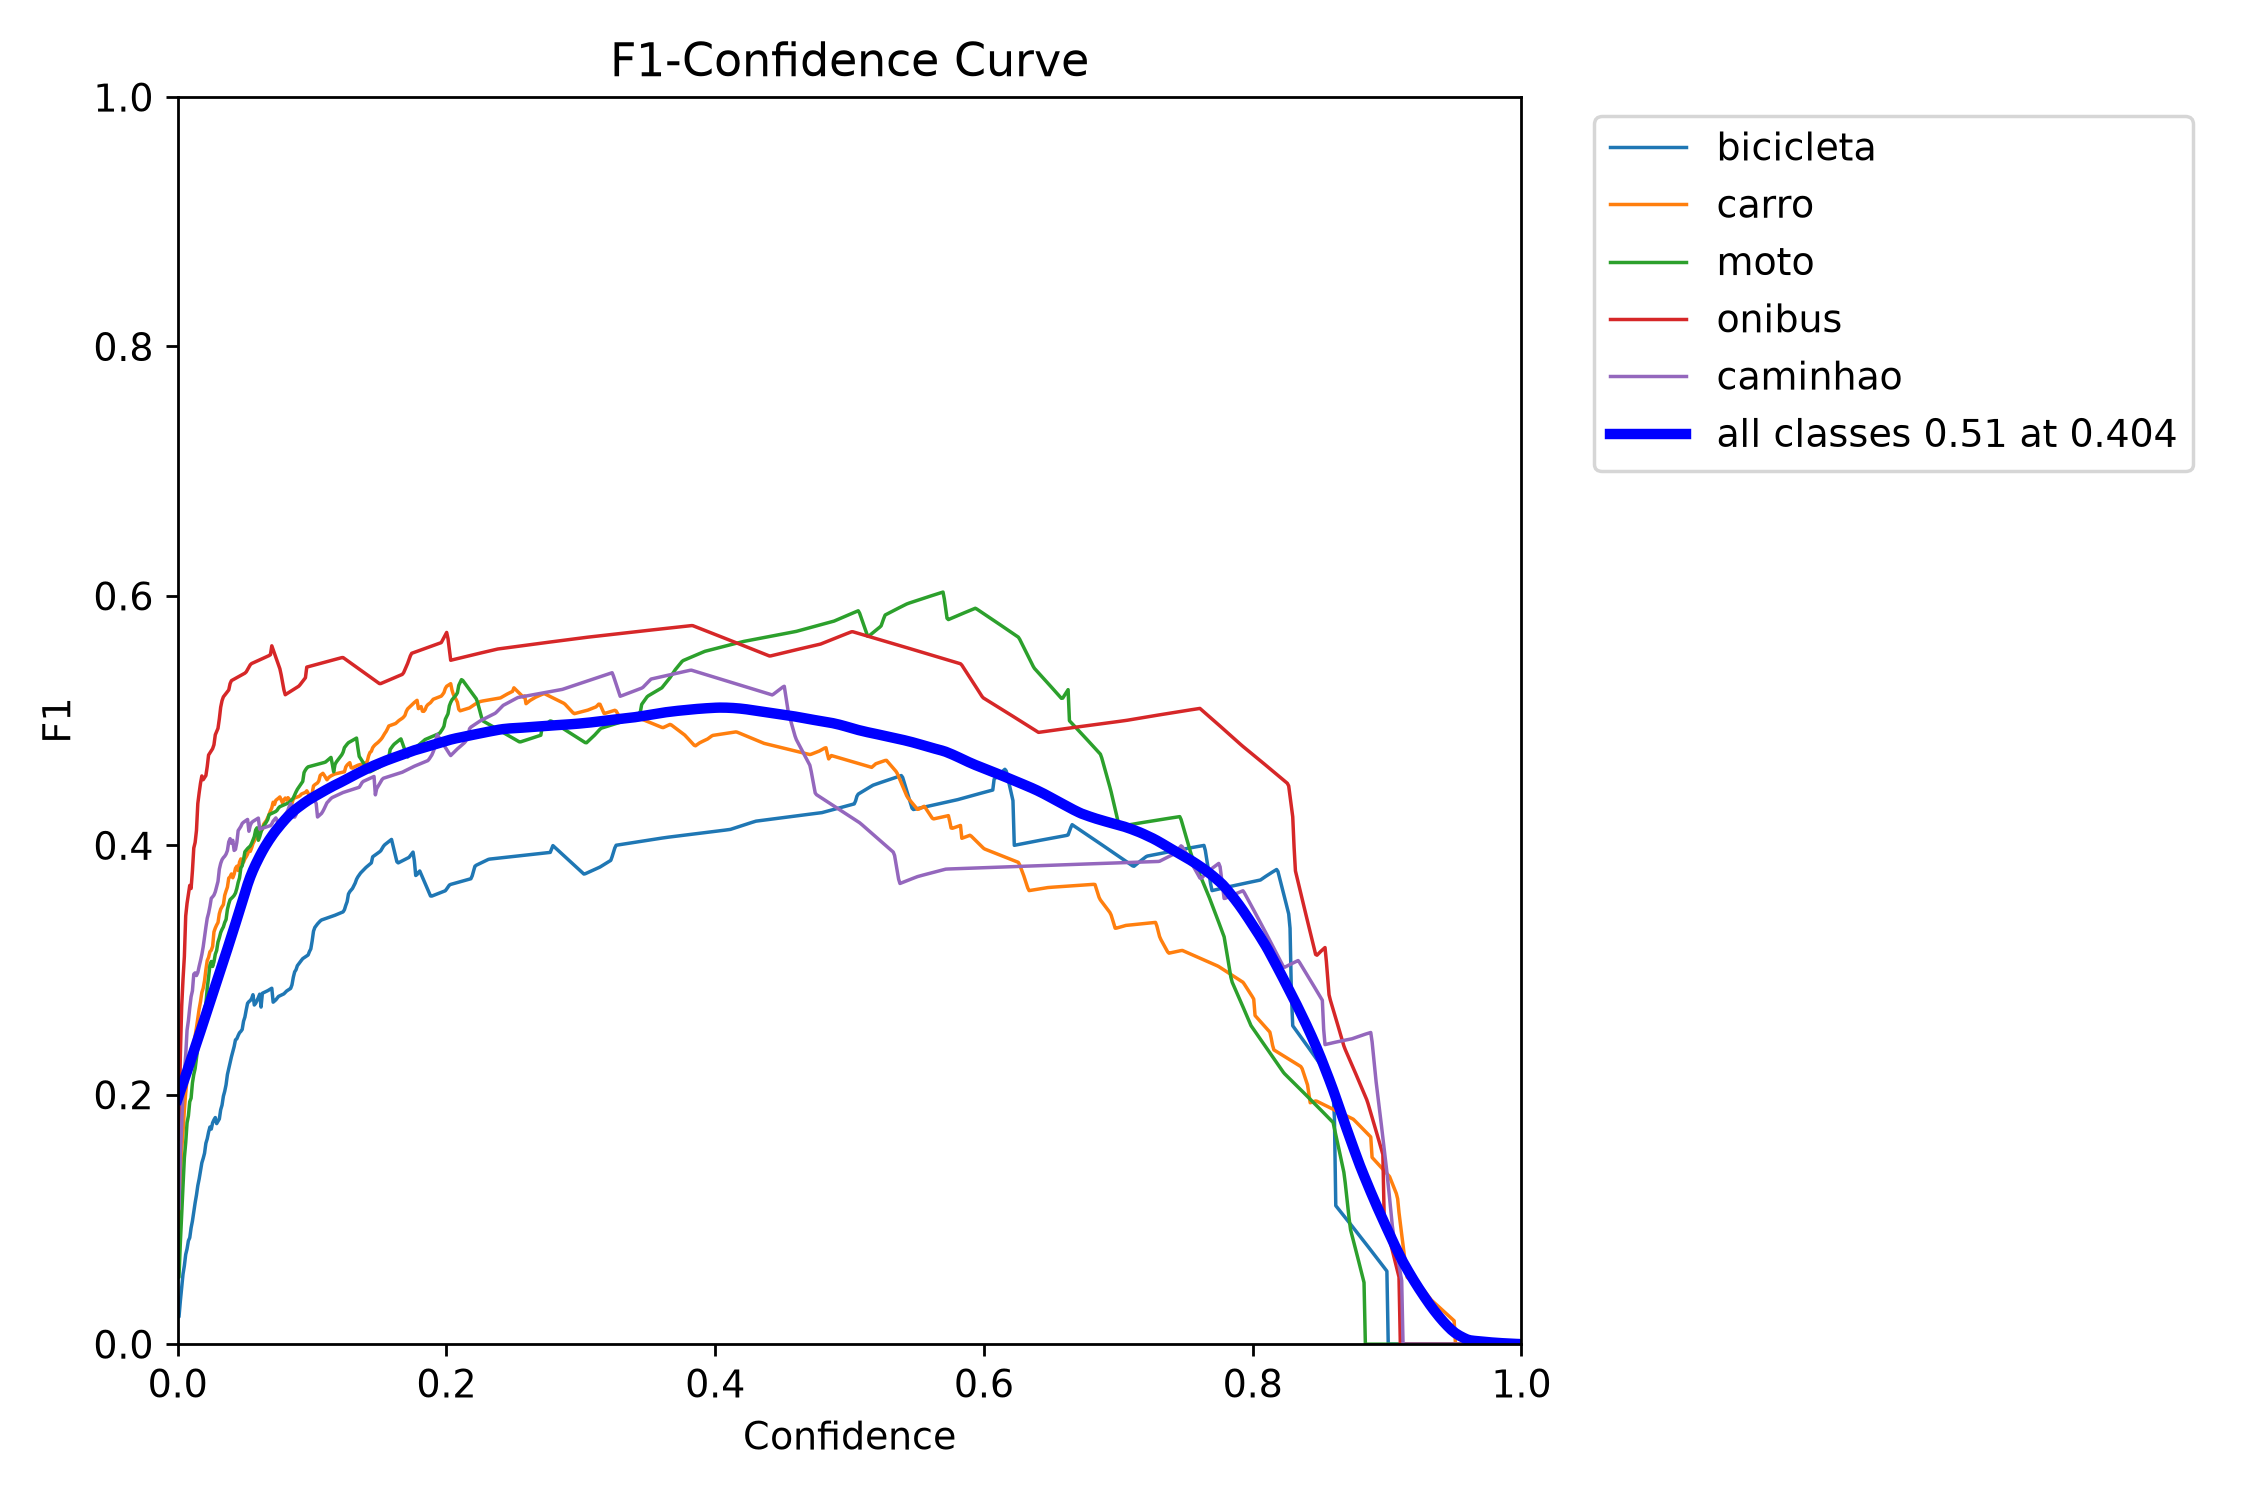 F1-Confidence Curve
1.0
0.8
0.6
0.4
0.2
0.0
F1
0.0 0.2 0.4 0.6 0.8 1.0
Confidence
bicicleta
carro
moto
onibus
caminhao
all classes 0.51 at 0.404